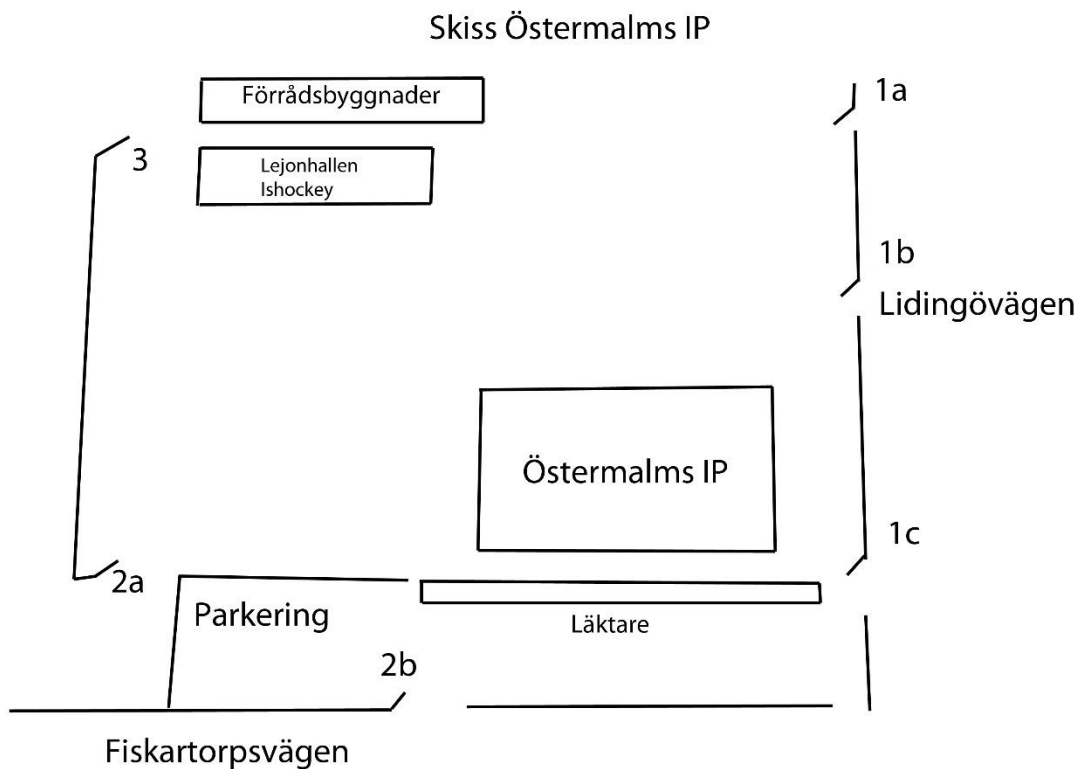 Skiss Östermalms IP
Förrådsbyggnader
1a
3
Lejonhallen
Ishockey
1b
Lidingövägen
Östermalms IP
1c
2a
Parkering
Läktare
2b
Fiskartorpsvägen